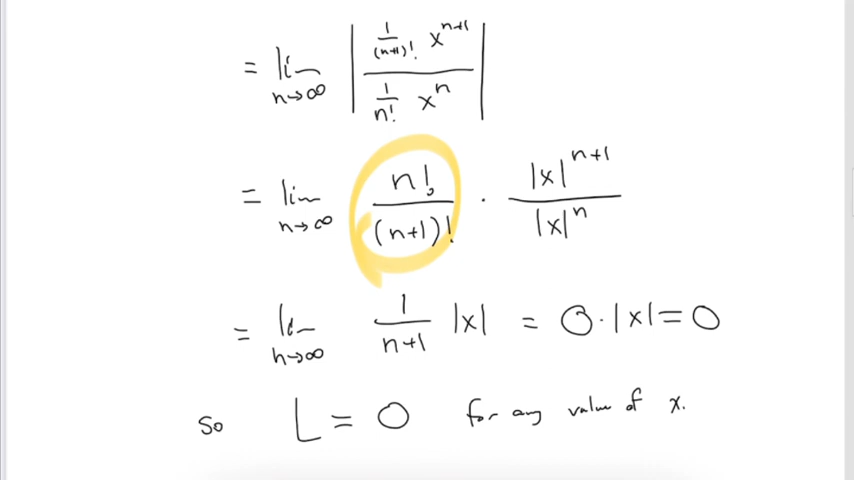 = lim n→∞ | 1/(n+1)! x^(n+1) / 1/n! x^n |
= lim n→∞ n!/(n+1)! · |x|^(n+1)/|x|^n
= lim n→∞ 1/(n+1) |x| = 0·|x| = 0
So L = 0 for any value of x.